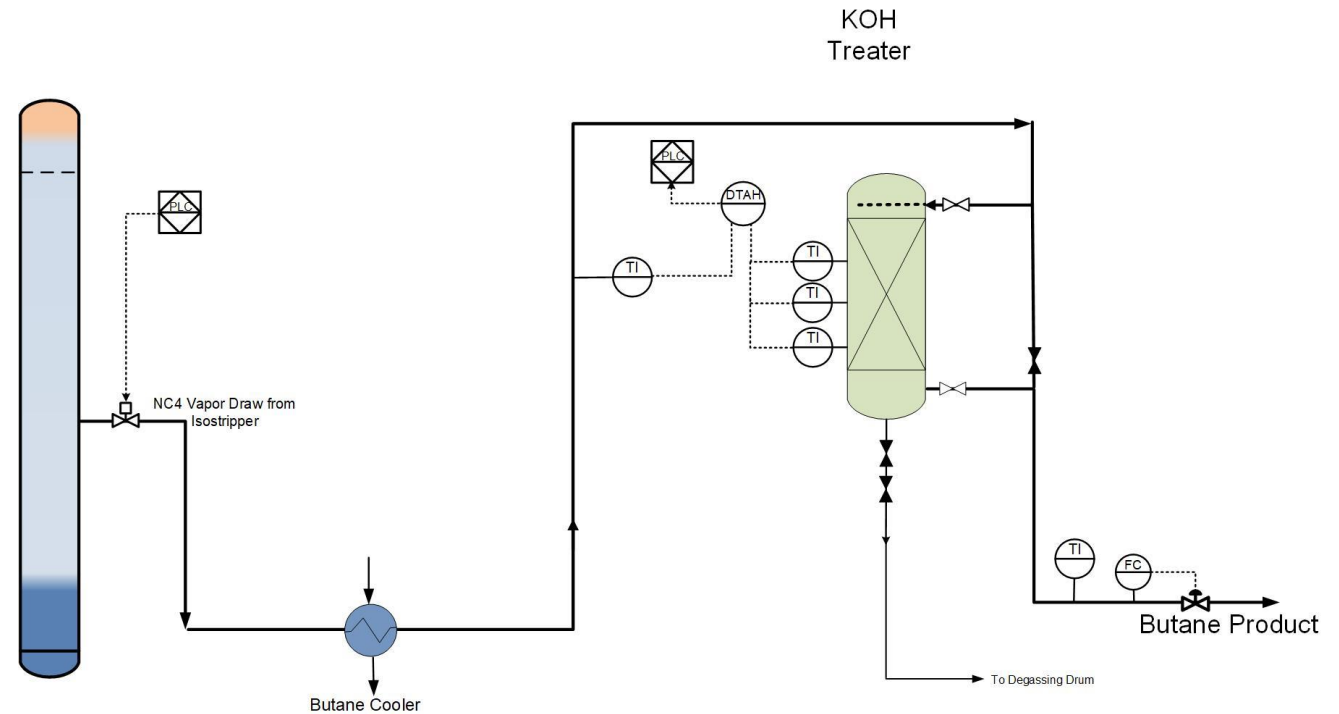 KOH
Treater
PLC
DTAH
PLC
TI
TI
TI
TI
NC4 Vapor Draw from
Isostripper
TI
FC
Butane Product
To Degassing Drum
Butane Cooler